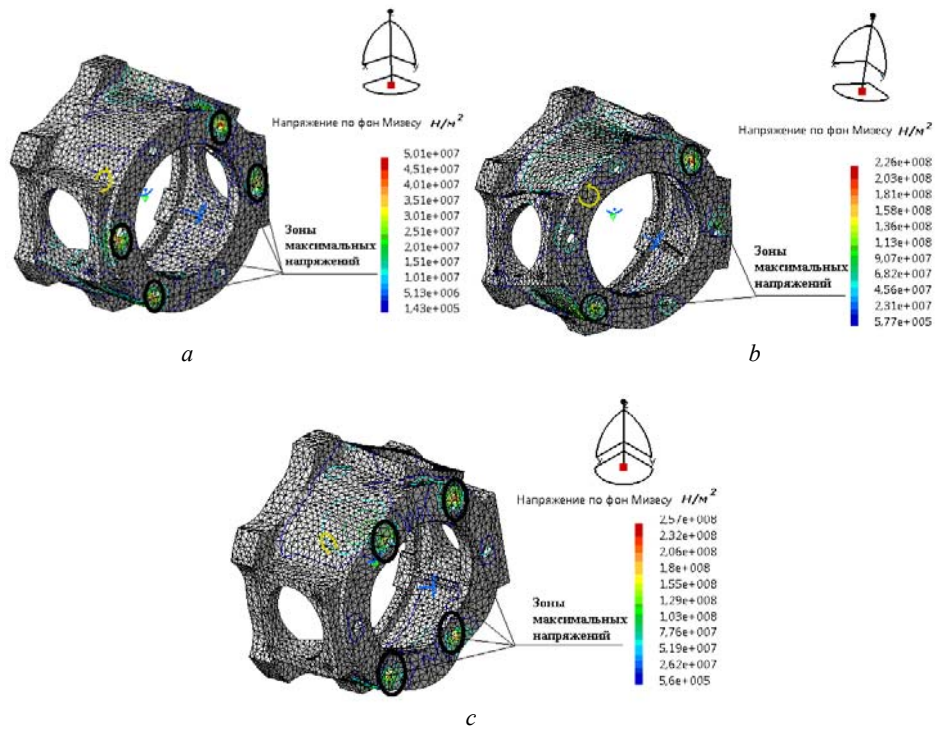 Напряжение по фон Мизесу Н/м²
5,01e+007
4,51e+007
4,01e+007
3,51e+007
3,01e+007
2,51e+007
2,01e+007
1,51e+007
1,01e+007
5,13e+006
1,43e+005
Зоны
максимальных
напряжений
a
Напряжение по фон Мизесу Н/м²
2,26e+008
2,03e+008
1,81e+008
1,58e+008
1,36e+008
1,13e+008
9,07e+007
6,82e+007
4,56e+007
2,31e+007
5,77e+005
Зоны
максимальных
напряжений
b
Напряжение по фон Мизесу Н/м²
2,57e+008
2,32e+008
2,06e+008
1,8e+008
1,55e+008
1,29e+008
1,03e+008
7,76e+007
5,19e+007
2,62e+007
5,6e+005
Зоны
максимальных
напряжений
c